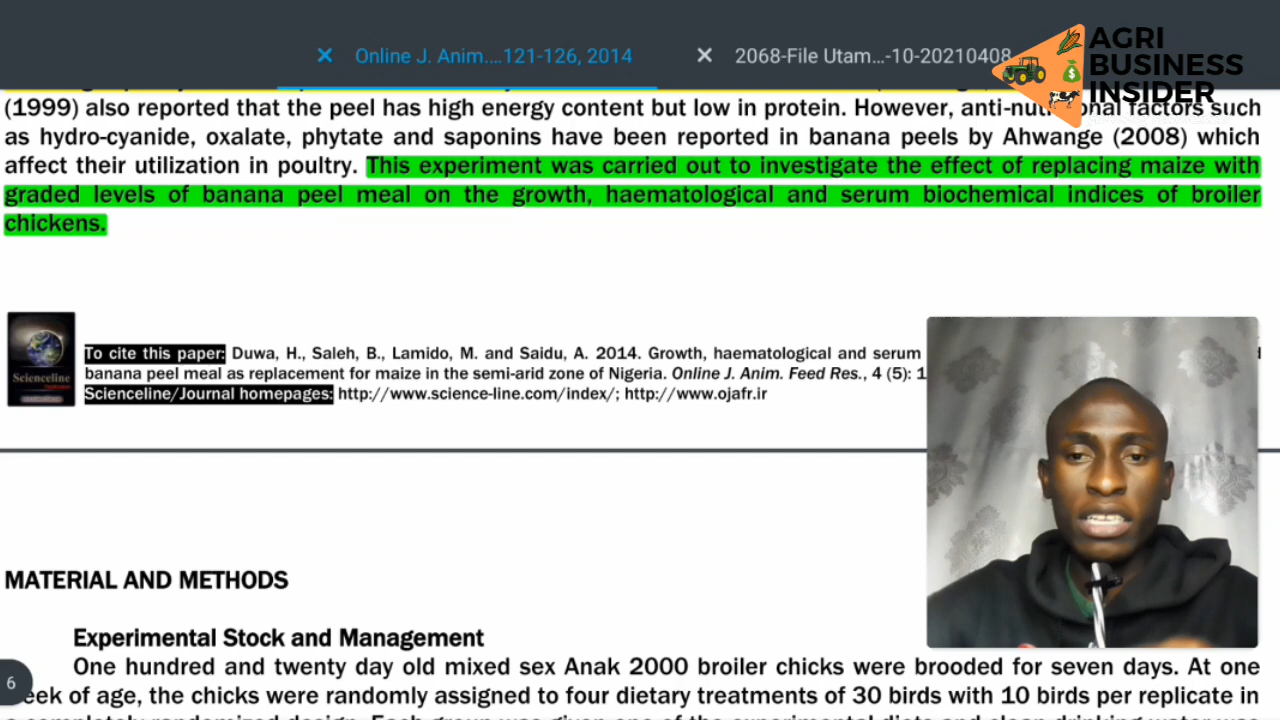 × Online J. Anim....121-126, 2014 × 2068-File Utam...-10-20210408
AGRI
BUSINESS
INSIDER
(1999) also reported that the peel has high energy content but low in protein. However, anti-nutritional factors such
as hydro-cyanide, oxalate, phytate and saponins have been reported in banana peels by Ahwange (2008) which
affect their utilization in poultry. This experiment was carried out to investigate the effect of replacing maize with
graded levels of banana peel meal on the growth, haematological and serum biochemical indices of broiler
chickens.
Scienceline
To cite this paper: Duwa, H., Saleh, B., Lamido, M. and Saidu, A. 2014. Growth, haematological and serum
banana peel meal as replacement for maize in the semi-arid zone of Nigeria. Online J. Anim. Feed Res., 4 (5): 1
Scienceline/Journal homepages: http://www.science-line.com/index/; http://www.ojafr.ir
MATERIAL AND METHODS
Experimental Stock and Management
One hundred and twenty day old mixed sex Anak 2000 broiler chicks were brooded for seven days. At one
6
week of age, the chicks were randomly assigned to four dietary treatments of 30 birds with 10 birds per replicate in